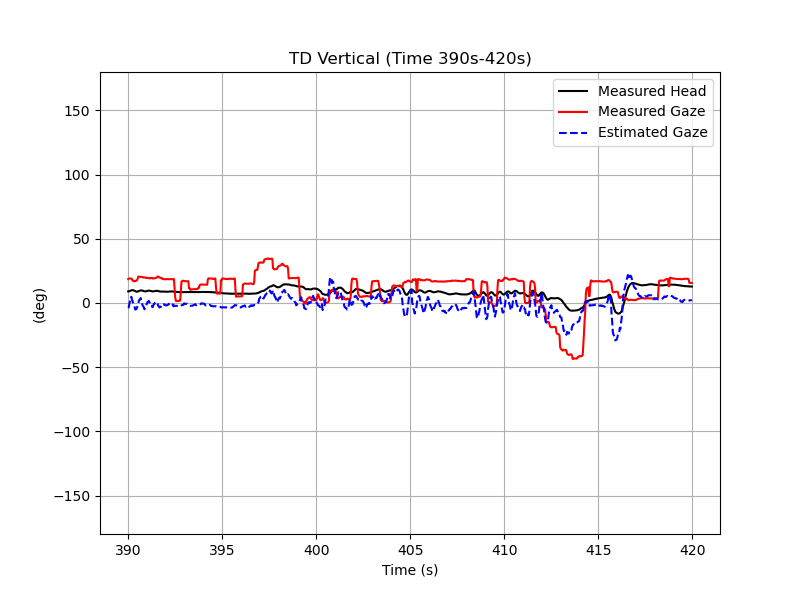 TD Vertical (Time 390s-420s)
Measured Head
Measured Gaze
Estimated Gaze
150
100
50
0
−50
−100
−150
(deg)
390 395 400 405 410 415 420
Time (s)